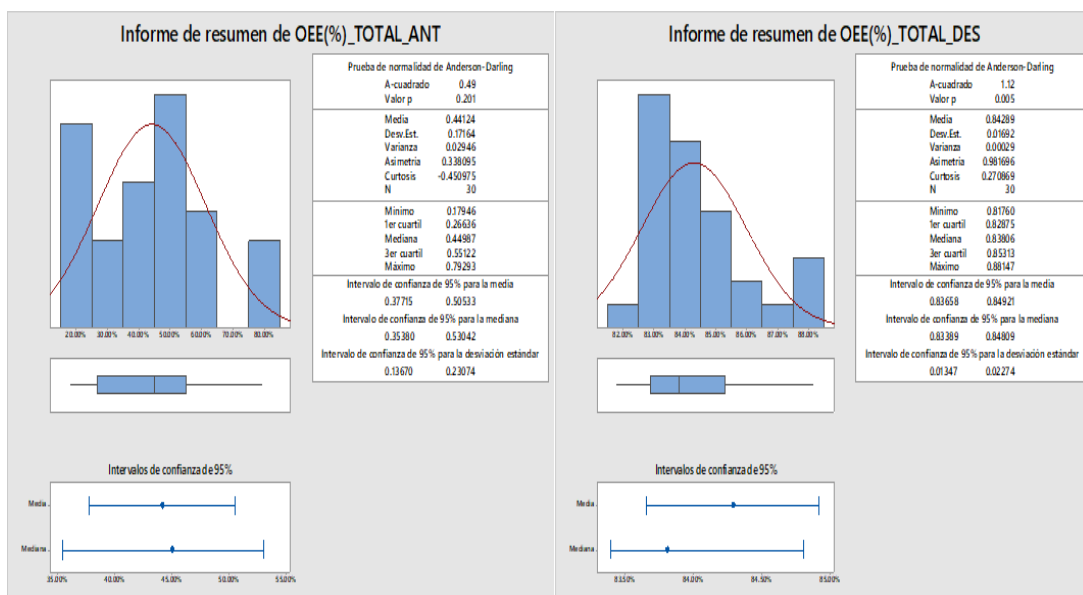 Informe de resumen de OEE(%)_TOTAL_ANT
Prueba de normalidad de Anderson-Darling
A-cuadrado 0.49
Valor p 0.201
Media 0.44124
Desv.Est. 0.17164
Varianza 0.02946
Asimetría 0.338095
Curtosis -0.450975
N 30
Mínimo 0.17946
1er cuartil 0.26636
Mediana 0.44987
3er cuartil 0.55122
Máximo 0.79293
Intervalo de confianza de 95% para la media
0.37715 0.50533
Intervalo de confianza de 95% para la mediana
0.35380 0.53042
Intervalo de confianza de 95% para la desviación estándar
0.13670 0.23074
20.00% 30.00% 40.00% 50.00% 60.00% 70.00% 80.00%
Intervalos de confianza de 95%
Media
Mediana
35.00% 40.00% 45.00% 50.00% 55.00%
Informe de resumen de OEE(%)_TOTAL_DES
Prueba de normalidad de Anderson-Darling
A-cuadrado 1.12
Valor p 0.005
Media 0.84289
Desv.Est. 0.01692
Varianza 0.00029
Asimetría 0.981696
Curtosis 0.270869
N 30
Mínimo 0.81760
1er cuartil 0.82875
Mediana 0.83806
3er cuartil 0.85313
Máximo 0.88147
Intervalo de confianza de 95% para la media
0.83658 0.84921
Intervalo de confianza de 95% para la mediana
0.83389 0.84809
Intervalo de confianza de 95% para la desviación estándar
0.01347 0.02274
82.00% 83.00% 84.00% 85.00% 86.00% 87.00% 88.00%
Intervalos de confianza de 95%
Media
Mediana
83.50% 84.00% 84.50% 85.00%